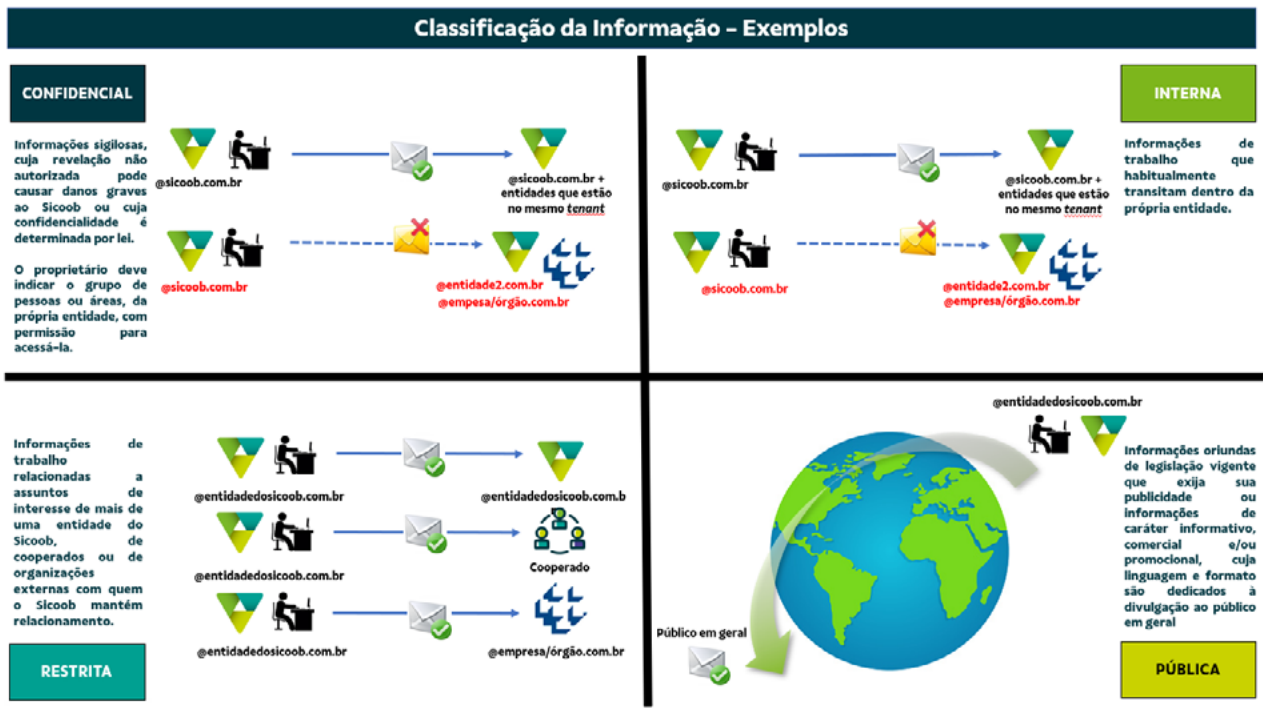 Classificação da Informação – Exemplos
CONFIDENCIAL
Informações sigilosas,
cuja revelação não
autorizada pode
causar danos graves
ao Sicoob ou cuja
confidencialidade é
determinada por lei.
O proprietário deve
indicar o grupo de
pessoas ou áreas, da
própria entidade, com
permissão para
acessá-la.
@sicoob.com.br
@sicoob.com.br +
entidades que estão
no mesmo tenant
@sicoob.com.br
@entidade2.com.br
@empesa/órgão.com.br
INTERNA
Informações de
trabalho que
habitualmente
transitam dentro da
própria entidade.
@sicoob.com.br
@sicoob.com.br +
entidades que estão
no mesmo tenant
@sicoob.com.br
@entidade2.com.br
@empresa/órgão.com.br
Informações de
trabalho
relacionadas a
assuntos de
interesse de mais de
uma entidade do
Sicoob, de
cooperados ou de
organizações
externas com quem
o Sicoob mantém
relacionamento.
RESTRITA
@entidadedosicoob.com.br
@entidadedosicoob.com.b
@entidadedosicoob.com.br
Cooperado
@entidadedosicoob.com.br
@empresa/órgão.com.br
@entidadedosicoob.com.br
Público em geral
Informações oriundas
de legislação vigente
que exija sua
publicidade ou
informações de
caráter informativo,
comercial e/ou
promocional, cuja
linguagem e formato
são dedicados à
divulgação ao público
em geral
PÚBLICA